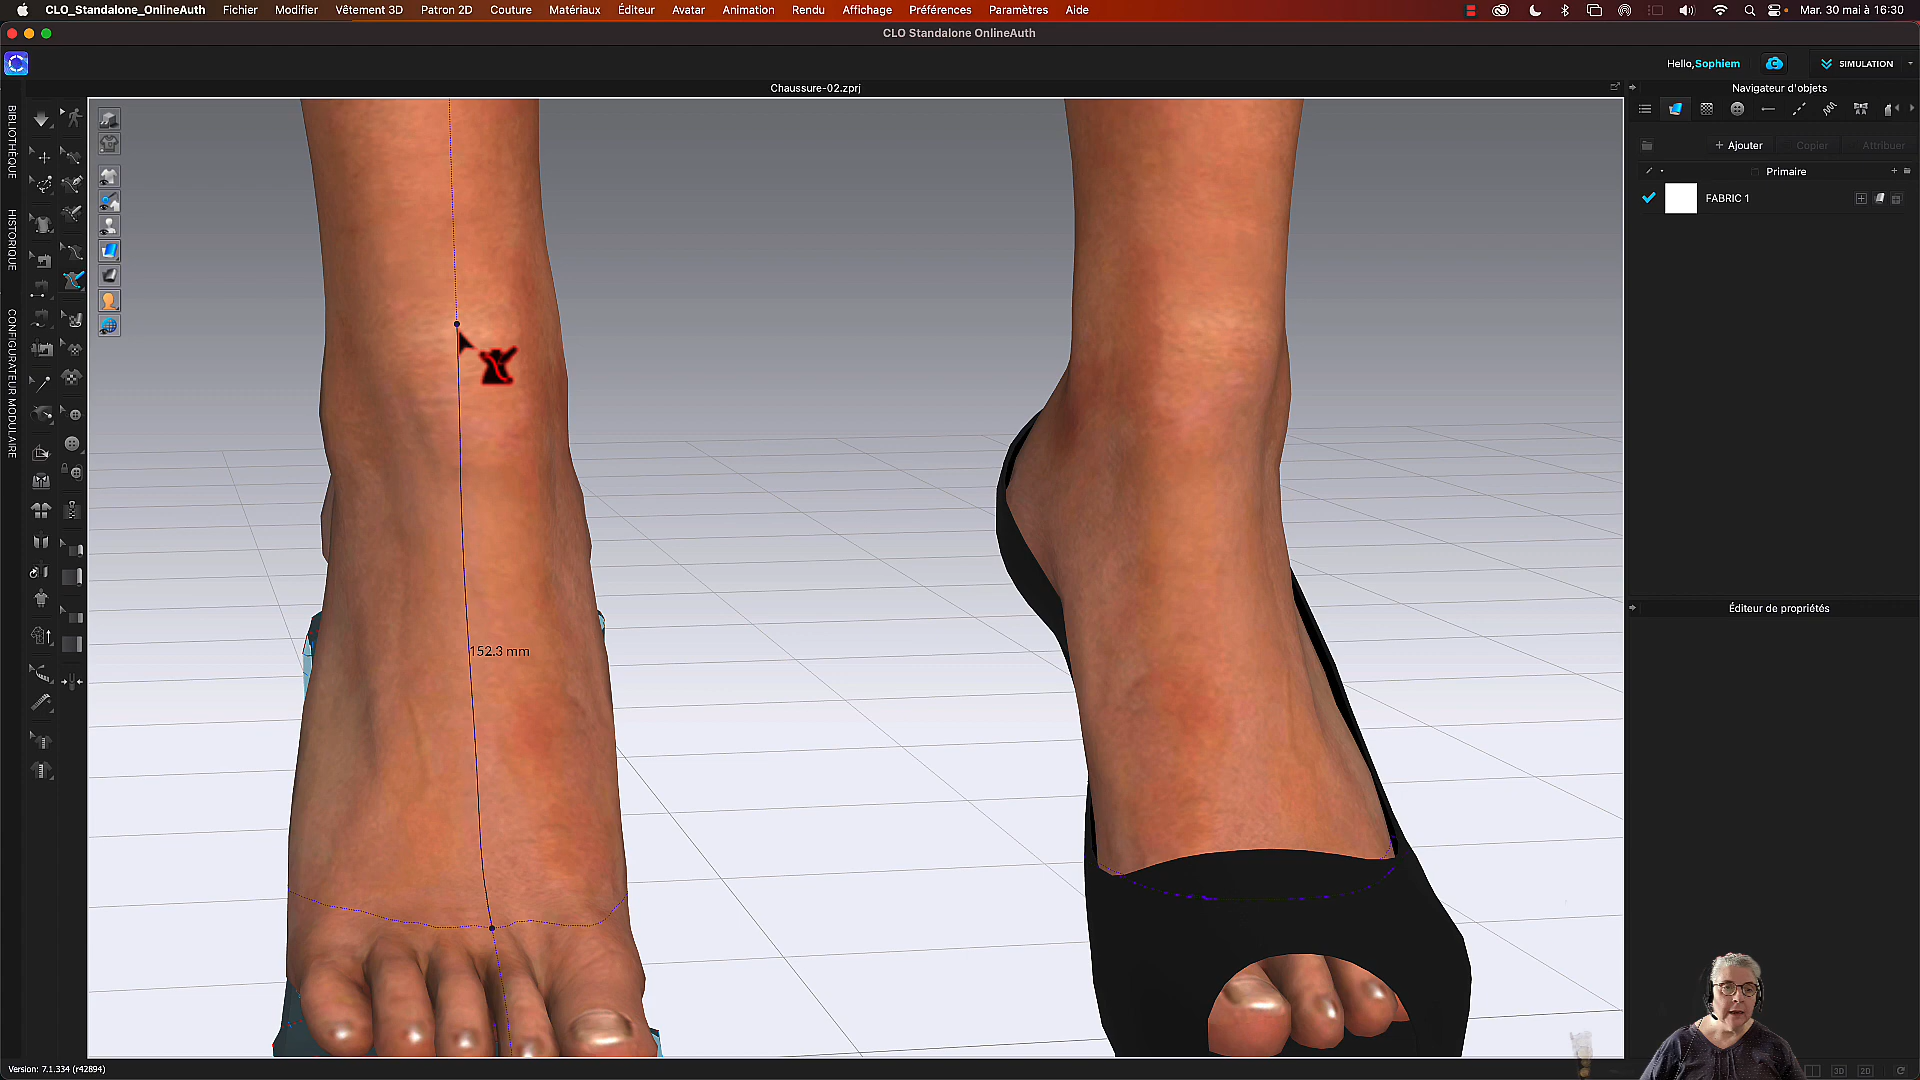 CLO_Standalone_OnlineAuth Fichier Modifier Vêtement 3D Patron 2D Couture Matériaux Éditeur Avatar Animation Rendu Affichage Préférences Paramètres Aide Mar. 30 mai à 16:30
CLO Standalone OnlineAuth
Hello,Sophiem SIMULATION
Chaussure-02.zprj
Navigateur d'objets
+ Ajouter Copier Attribuer
Primaire
FABRIC 1
BIBLIOTHÈQUE
HISTORIQUE
CONFIGURATEUR MODULAIRE
Éditeur de propriétés
152.3 mm
Version: 7.1.334 (r42894)
3D 2D